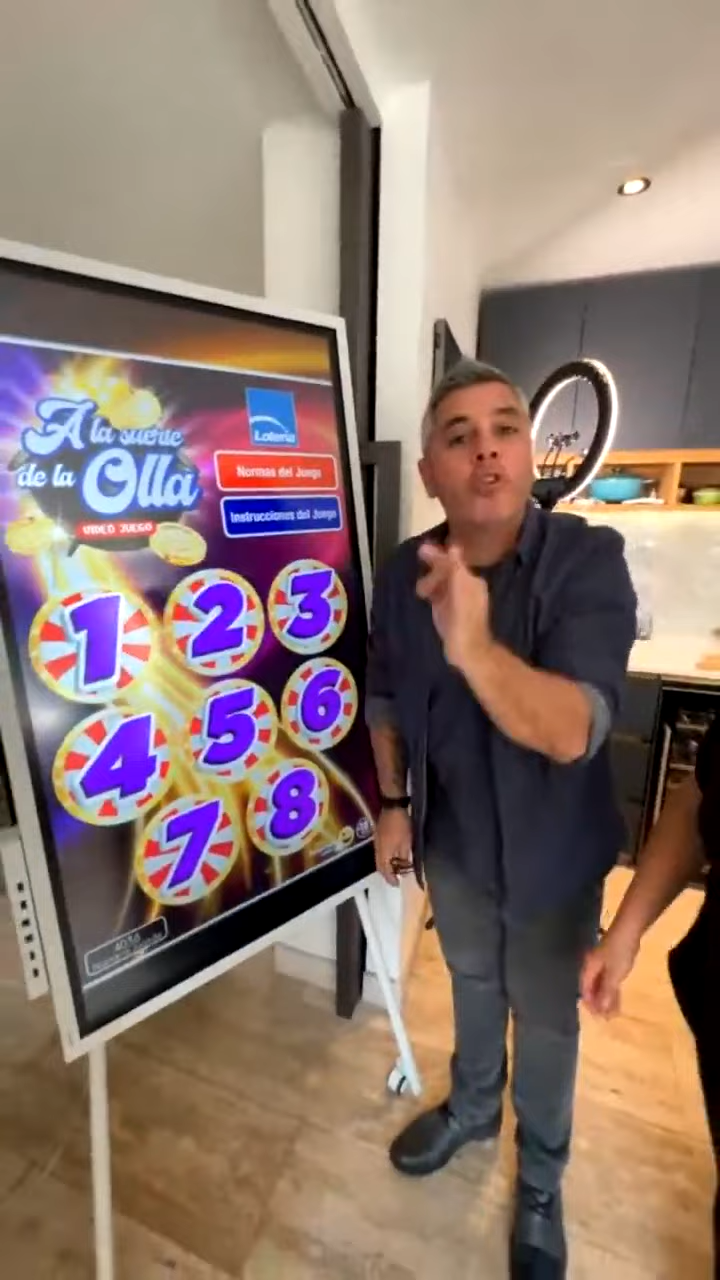 A la suerte
de la Olla
VIDEO JUEGO
Lotería
Normas del Juego
Instrucciones del Juego
1
2
3
4
5
6
7
8